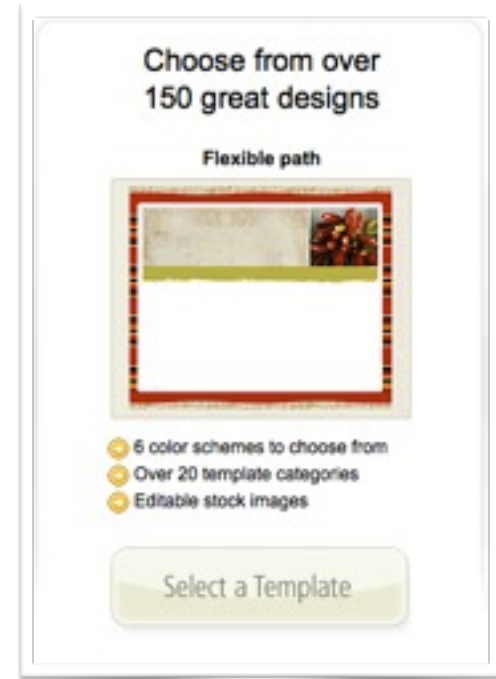 Choose from over
150 great designs
Flexible path
6 color schemes to choose from
Over 20 template categories
Editable stock images
Select a Template